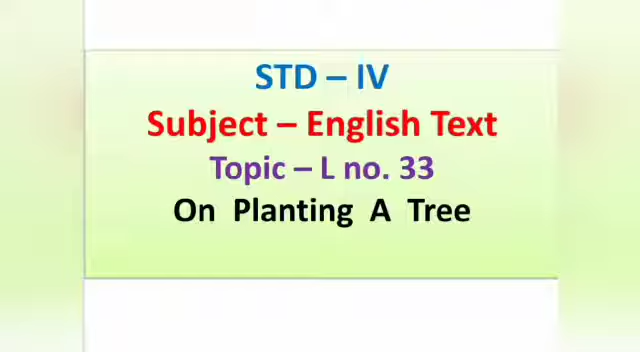 STD – IV
Subject – English Text
Topic – L no. 33
On Planting A Tree